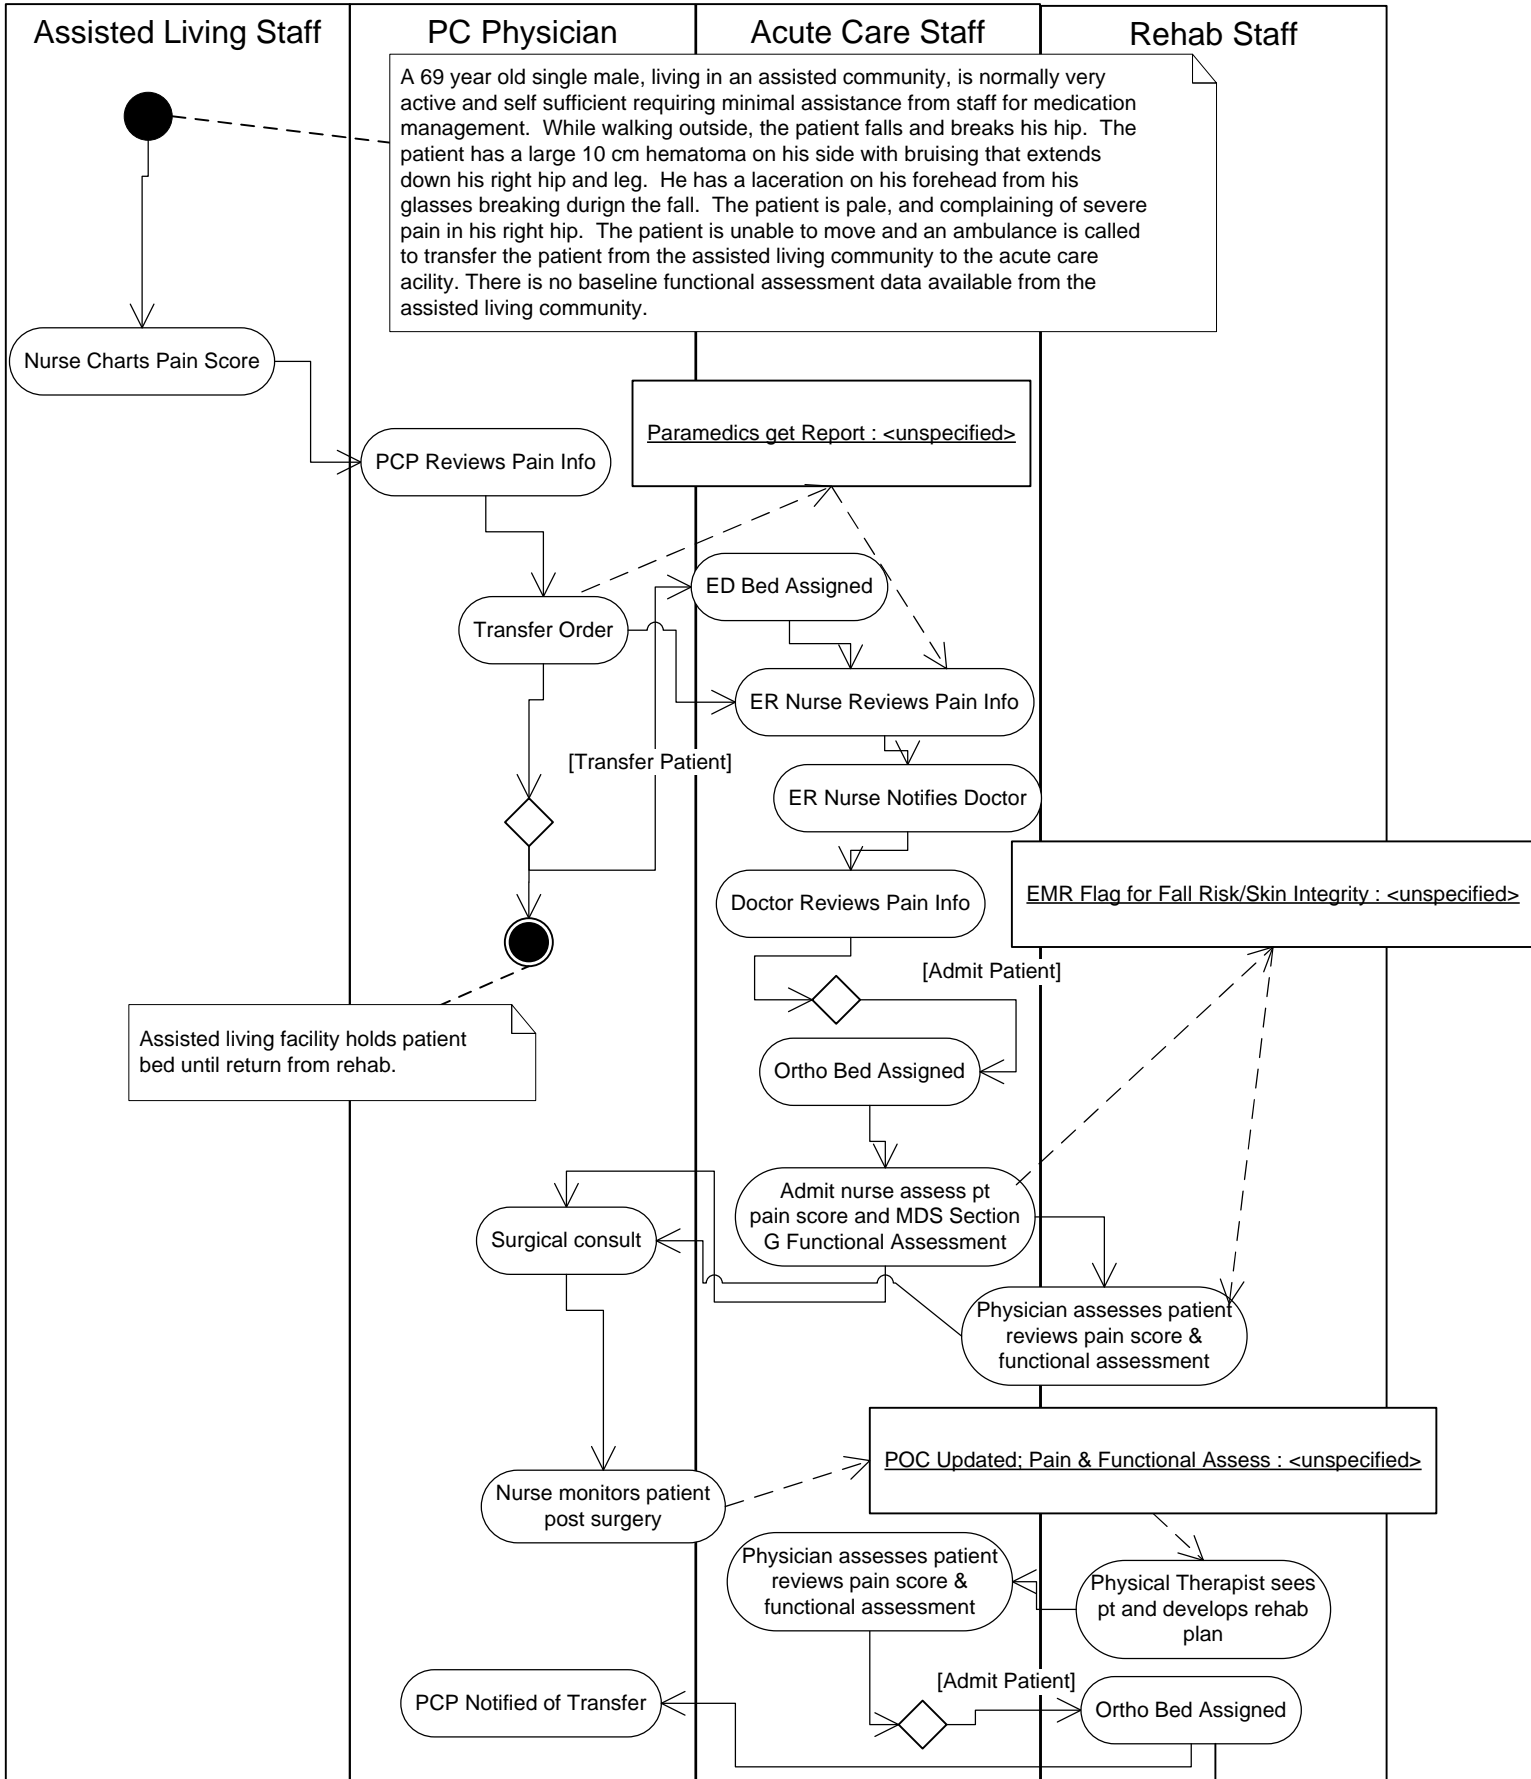 Assisted Living Staff
PC Physician
Acute Care Staff
Rehab Staff
A 69 year old single male, living in an assisted community, is normally very
active and self sufficient requiring minimal assistance from staff for medication
management.  While walking outside, the patient falls and breaks his hip.  The
patient has a large 10 cm hematoma on his side with bruising that extends
down his right hip and leg.  He has a laceration on his forehead from his
glasses breaking durign the fall.  The patient is pale, and complaining of severe
pain in his right hip.  The patient is unable to move and an ambulance is called
to transfer the patient from the assisted living community to the acute care
acility. There is no baseline functional assessment data available from the
assisted living community.
Nurse Charts Pain Score
Paramedics get Report : <unspecified>
PCP Reviews Pain Info
ED Bed Assigned
Transfer Order
ER Nurse Reviews Pain Info
[Transfer Patient]
ER Nurse Notifies Doctor
Doctor Reviews Pain Info
EMR Flag for Fall Risk/Skin Integrity : <unspecified>
[Admit Patient]
Assisted living facility holds patient
bed until return from rehab.
Ortho Bed Assigned
Admit nurse assess pt
pain score and MDS Section
G Functional Assessment
Surgical consult
Physician assesses patient
reviews pain score &
functional assessment
POC Updated; Pain & Functional Assess : <unspecified>
Nurse monitors patient
post surgery
Physician assesses patient
reviews pain score &
functional assessment
Physical Therapist sees
pt and develops rehab
plan
[Admit Patient]
PCP Notified of Transfer
Ortho Bed Assigned